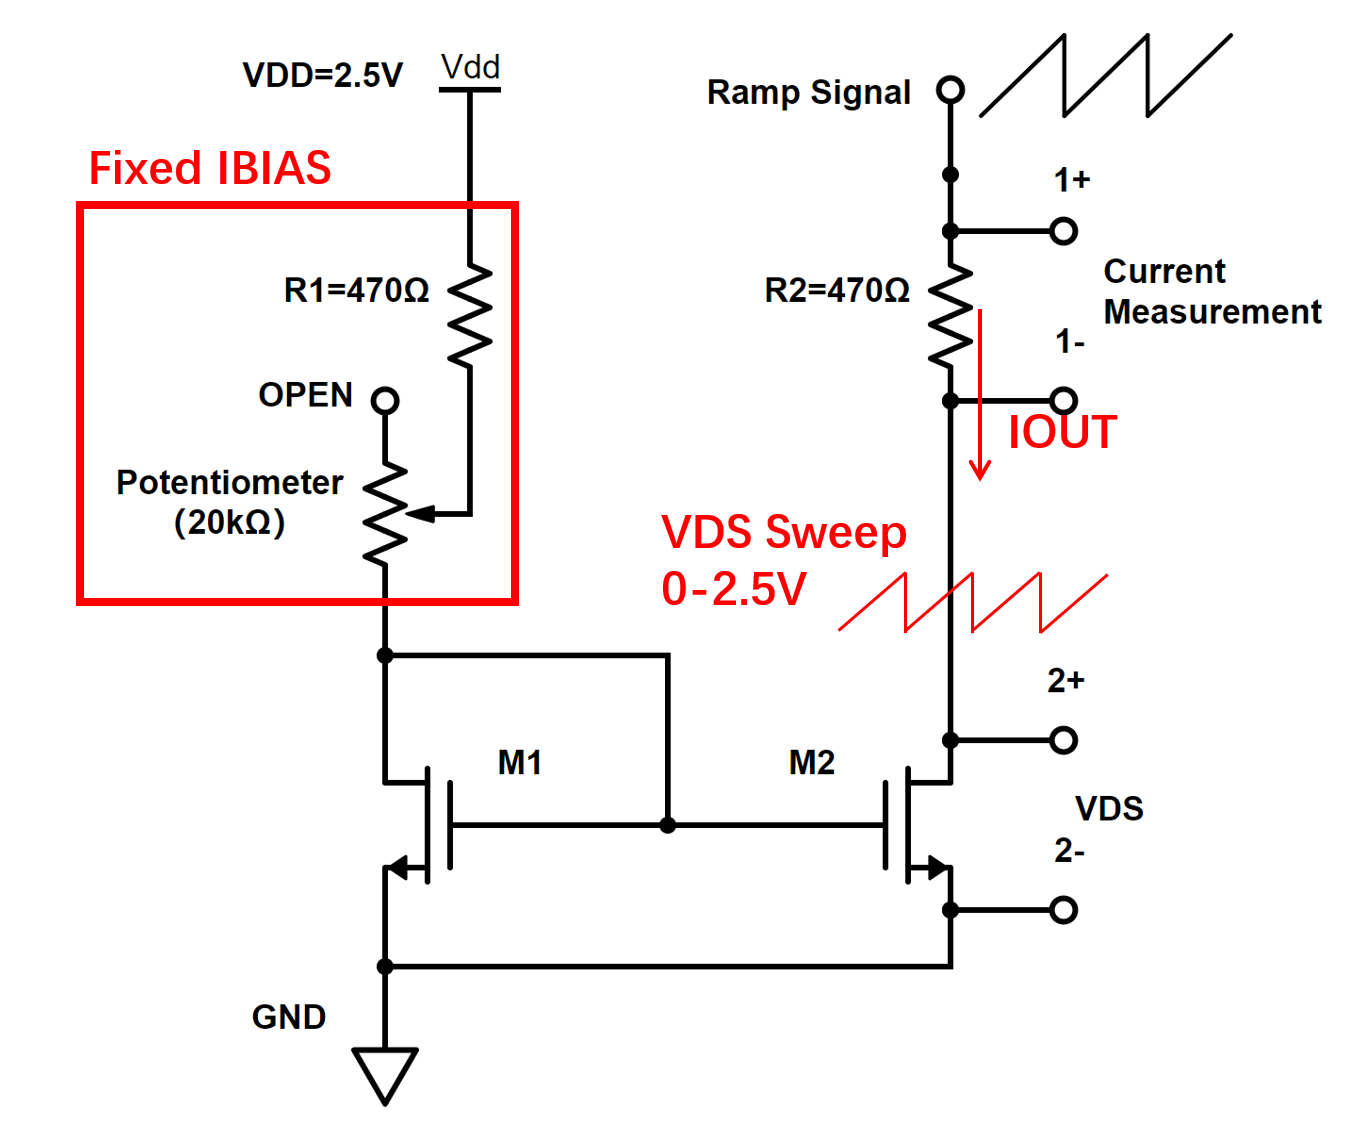 VDD=2.5V
Vdd
Ramp Signal
Fixed IBIAS
1+
R1=470Ω
R2=470Ω
Current
Measurement
1-
OPEN
IOUT
Potentiometer
(20kΩ)
VDS Sweep
0-2.5V
2+
M1
M2
VDS
2-
GND